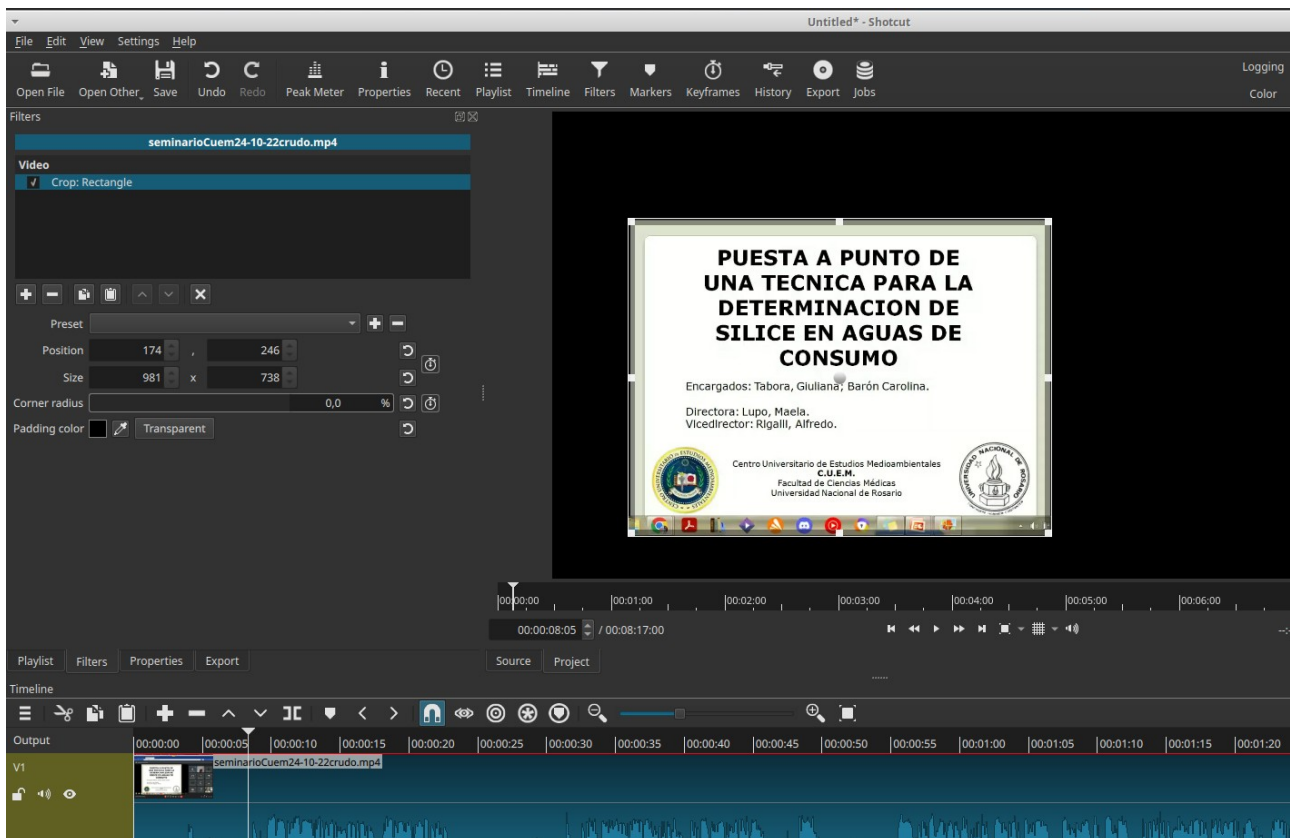 Untitled* - Shotcut
File Edit View Settings Help
Open File Open Other Save Undo Redo Peak Meter Properties Recent Playlist Timeline Filters Markers Keyframes History Export Jobs
Logging
Color
Filters
seminarioCuem24-10-22crudo.mp4
Video
Crop: Rectangle
Preset
Position 174 , 246
Size 981 x 738
Corner radius 0,0 %
Padding color Transparent
PUESTA A PUNTO DE
UNA TECNICA PARA LA
DETERMINACION DE
SILICE EN AGUAS DE
CONSUMO
Encargados: Tabora, Giuliana; Barón Carolina.
Directora: Lupo, Maela.
Vicedirector: Rigalli, Alfredo.
Centro Universitario de Estudios Medioambientales
C.U.E.M.
Facultad de Ciencias Médicas
Universidad Nacional de Rosario
00:00:00 00:01:00 00:02:00 00:03:00 00:04:00 00:05:00 00:06:00
00:00:08:05 / 00:08:17:00
Playlist Filters Properties Export
Source Project
Timeline
Output
00:00:00 00:00:05 00:00:10 00:00:15 00:00:20 00:00:25 00:00:30 00:00:35 00:00:40 00:00:45 00:00:50 00:00:55 00:01:00 00:01:05 00:01:10 00:01:15 00:01:20
V1
seminarioCuem24-10-22crudo.mp4